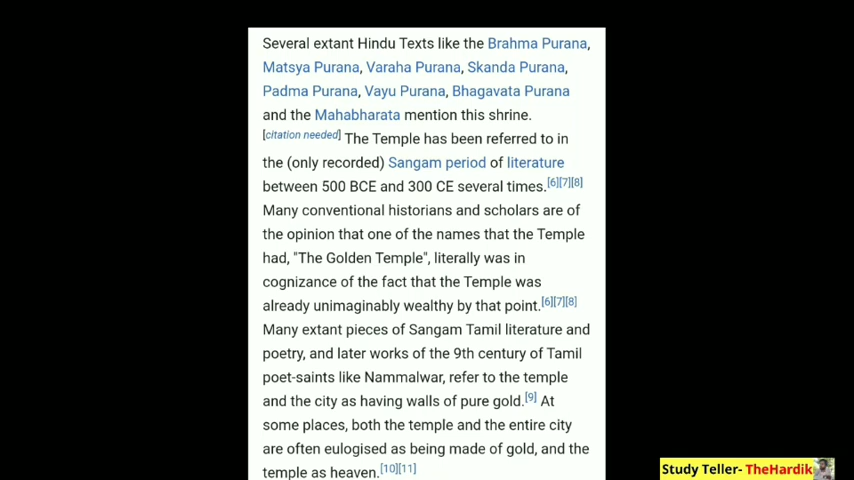 Several extant Hindu Texts like the Brahma Purana,
Matsya Purana, Varaha Purana, Skanda Purana,
Padma Purana, Vayu Purana, Bhagavata Purana
and the Mahabharata mention this shrine.
[citation needed] The Temple has been referred to in
the (only recorded) Sangam period of literature
between 500 BCE and 300 CE several times.[6][7][8]
Many conventional historians and scholars are of
the opinion that one of the names that the Temple
had, "The Golden Temple", literally was in
cognizance of the fact that the Temple was
already unimaginably wealthy by that point.[6][7][8]
Many extant pieces of Sangam Tamil literature and
poetry, and later works of the 9th century of Tamil
poet-saints like Nammalwar, refer to the temple
and the city as having walls of pure gold.[9] At
some places, both the temple and the entire city
are often eulogised as being made of gold, and the
temple as heaven.[10][11]
Study Teller- TheHardik